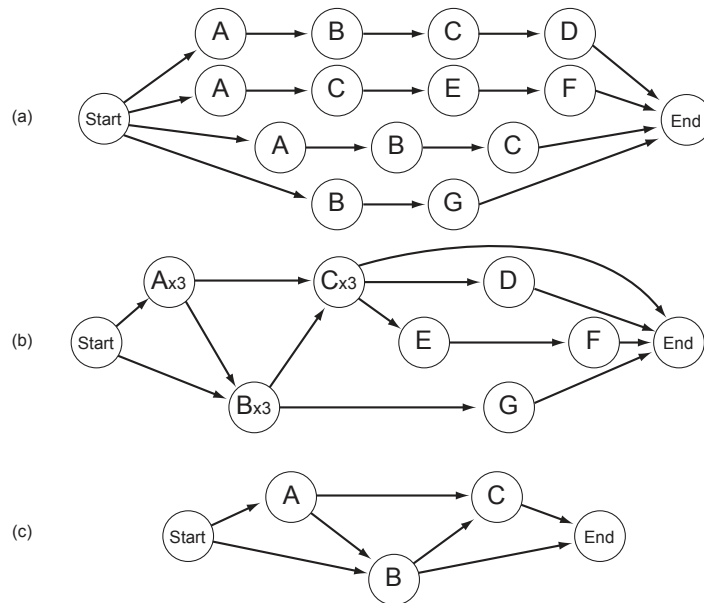 A B C D
A C E F
(a) Start End
A B C
B G
Ax3 Cx3 D
(b) Start E F End
Bx3 G
A C
(c) Start End
B